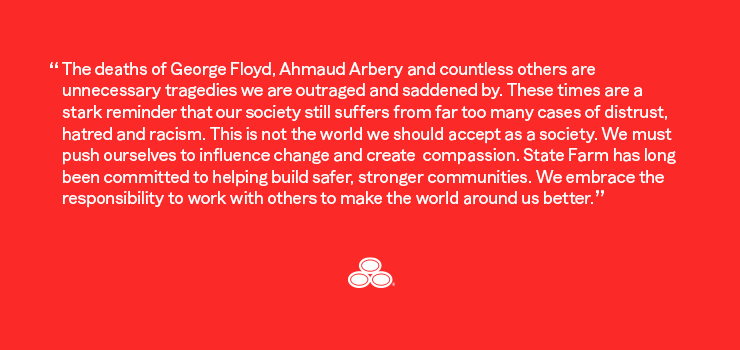 “The deaths of George Floyd, Ahmaud Arbery and countless others are
unnecessary tragedies we are outraged and saddened by. These times are a
stark reminder that our society still suffers from far too many cases of distrust,
hatred and racism. This is not the world we should accept as a society. We must
push ourselves to influence change and create  compassion. State Farm has long
been committed to helping build safer, stronger communities. We embrace the
responsibility to work with others to make the world around us better.”
®